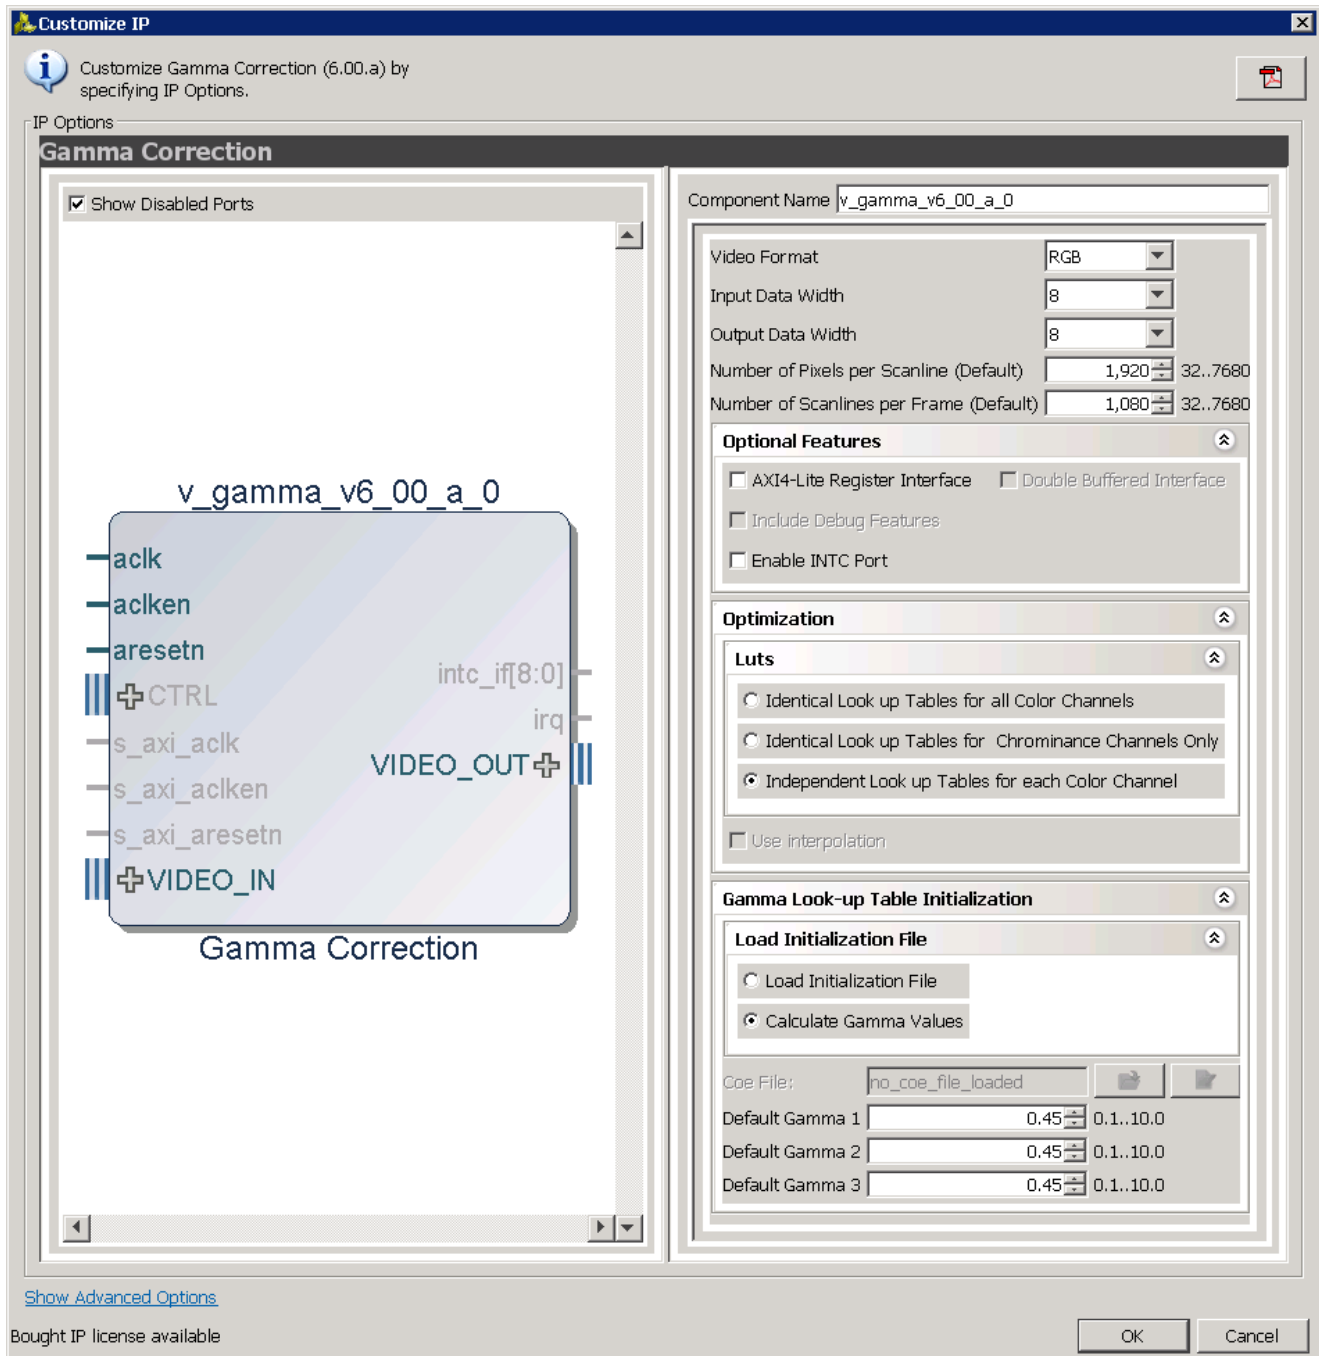 Customize IP
Customize Gamma Correction (6.00.a) by
specifying IP Options.
IP Options
Gamma Correction
Show Disabled Ports
v_gamma_v6_00_a_0
aclk
aclken
aresetn
CTRL
s_axi_aclk
s_axi_aclken
s_axi_aresetn
VIDEO_IN
intc_if[8:0]
irq
VIDEO_OUT
Gamma Correction
Component Name v_gamma_v6_00_a_0
Video Format RGB
Input Data Width 8
Output Data Width 8
Number of Pixels per Scanline (Default) 1,920 32..7680
Number of Scanlines per Frame (Default) 1,080 32..7680
Optional Features
AXI4-Lite Register Interface Double Buffered Interface
Include Debug Features
Enable INTC Port
Optimization
Luts
Identical Look up Tables for all Color Channels
Identical Look up Tables for Chrominance Channels Only
Independent Look up Tables for each Color Channel
Use interpolation
Gamma Look-up Table Initialization
Load Initialization File
Load Initialization File
Calculate Gamma Values
Coe File: no_coe_file_loaded
Default Gamma 1 0.45 0.1..10.0
Default Gamma 2 0.45 0.1..10.0
Default Gamma 3 0.45 0.1..10.0
Show Advanced Options
Bought IP license available
OK Cancel